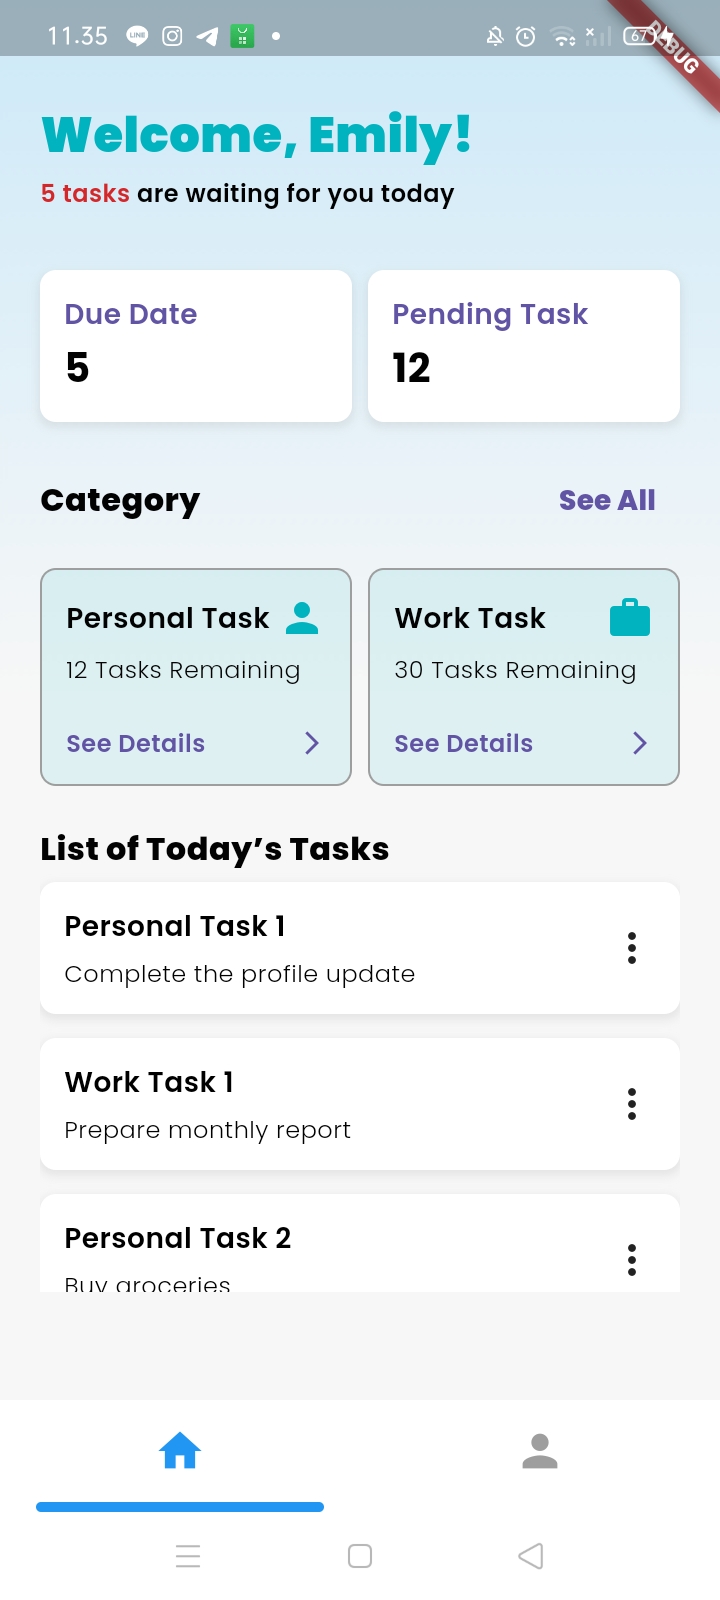 11.35 LINE 67
DEBUG
Welcome, Emily!
5 tasks are waiting for you today
Due Date Pending Task
5 12
Category See All
Personal Task Work Task
12 Tasks Remaining 30 Tasks Remaining
See Details See Details
List of Today’s Tasks
Personal Task 1
Complete the profile update
Work Task 1
Prepare monthly report
Personal Task 2
Buy groceries